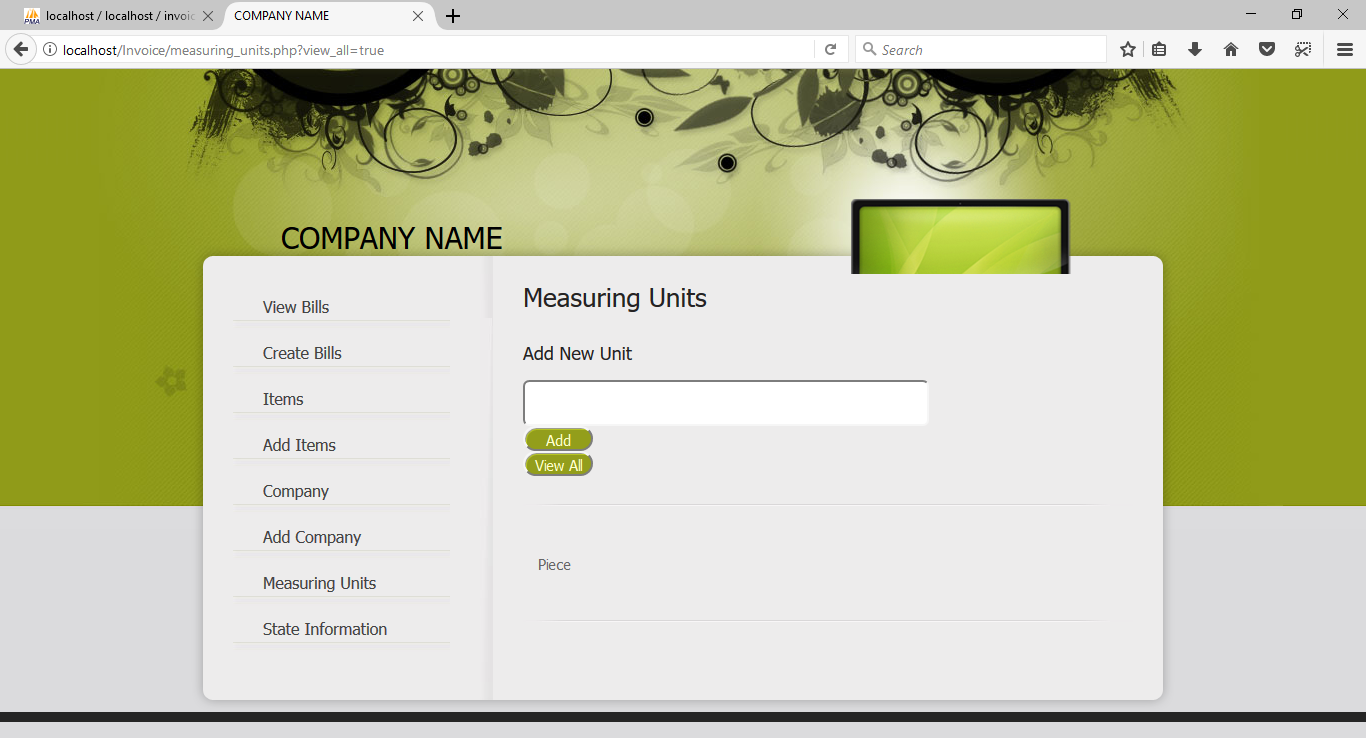 PMA
localhost / localhost / invoic
COMPANY NAME
localhost/Invoice/measuring_units.php?view_all=true
Search
COMPANY NAME
View Bills
Create Bills
Items
Add Items
Company
Add Company
Measuring Units
State Information
Measuring Units
Add New Unit
Add
View All
Piece